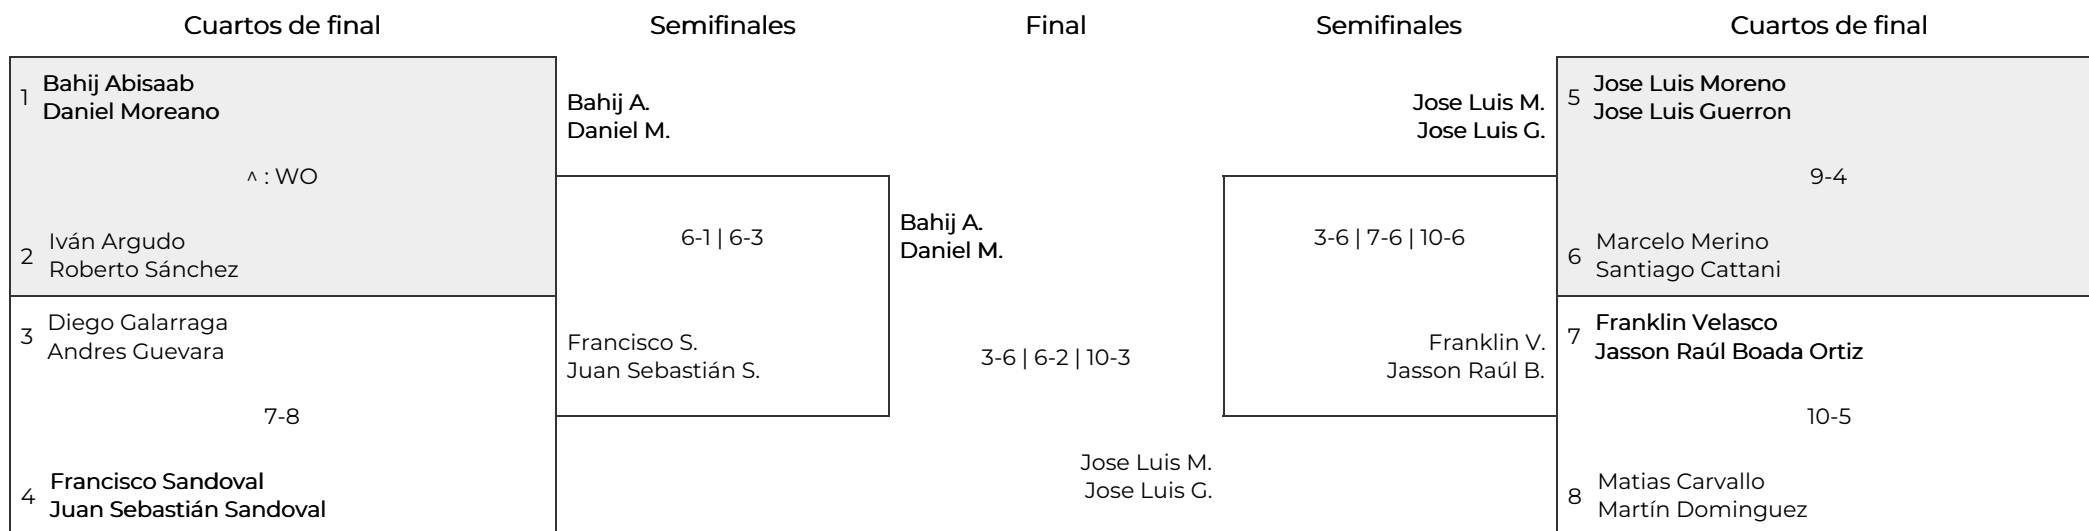 Cuartos de final
Semifinales
Final
Semifinales
Cuartos de final
1
Bahij Abisaab
Daniel Moreano
^ : WO
2
Iván Argudo
Roberto Sánchez
3
Diego Galarraga
Andres Guevara
7-8
4
Francisco Sandoval
Juan Sebastián Sandoval
Bahij A.
Daniel M.
6-1 | 6-3
Francisco S.
Juan Sebastián S.
Bahij A.
Daniel M.
3-6 | 6-2 | 10-3
Jose Luis M.
Jose Luis G.
Jose Luis M.
Jose Luis G.
3-6 | 7-6 | 10-6
Franklin V.
Jasson Raúl B.
5
Jose Luis Moreno
Jose Luis Guerron
9-4
6
Marcelo Merino
Santiago Cattani
7
Franklin Velasco
Jasson Raúl Boada Ortiz
10-5
8
Matias Carvallo
Martín Dominguez